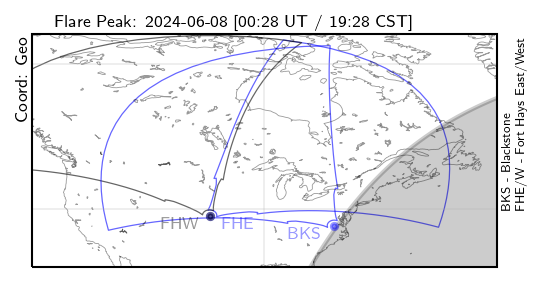 Flare Peak: 2024-06-08 [00:28 UT / 19:28 CST]
Coord: Geo
FHW
FHE
BKS
BKS - Blackstone
FHE/W - Fort Hays East/West